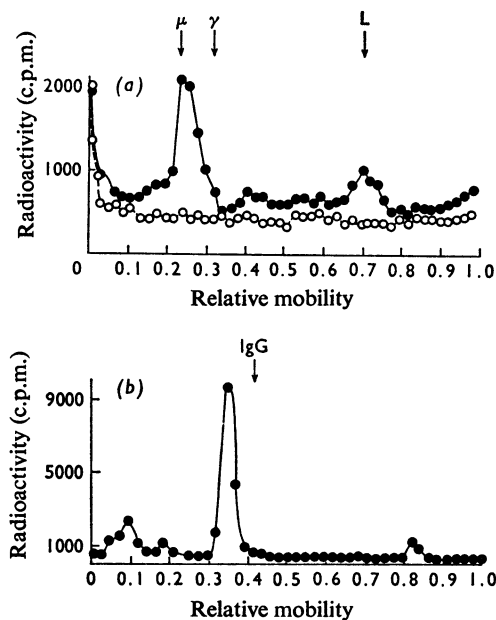 μ γ L
(a)
2000
1000
0
Radioactivity (c.p.m.)
0.1 0.2 0.3 0.4 0.5 0.6 0.7 0.8 0.9 1.0
Relative mobility
IgG
(b)
9000
5000
1000
Radioactivity (c.p.m.)
0 0.1 0.2 0.3 0.4 0.5 0.6 0.7 0.8 0.9 1.0
Relative mobility